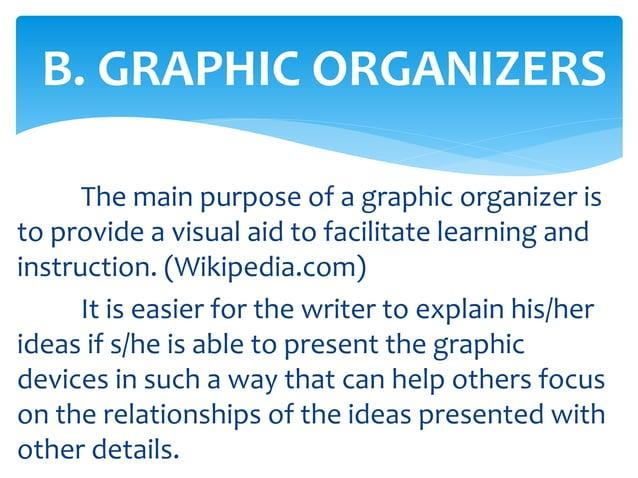 B. GRAPHIC ORGANIZERS
The main purpose of a graphic organizer is
to provide a visual aid to facilitate learning and
instruction. (Wikipedia.com)
It is easier for the writer to explain his/her
ideas if s/he is able to present the graphic
devices in such a way that can help others focus
on the relationships of the ideas presented with
other details.